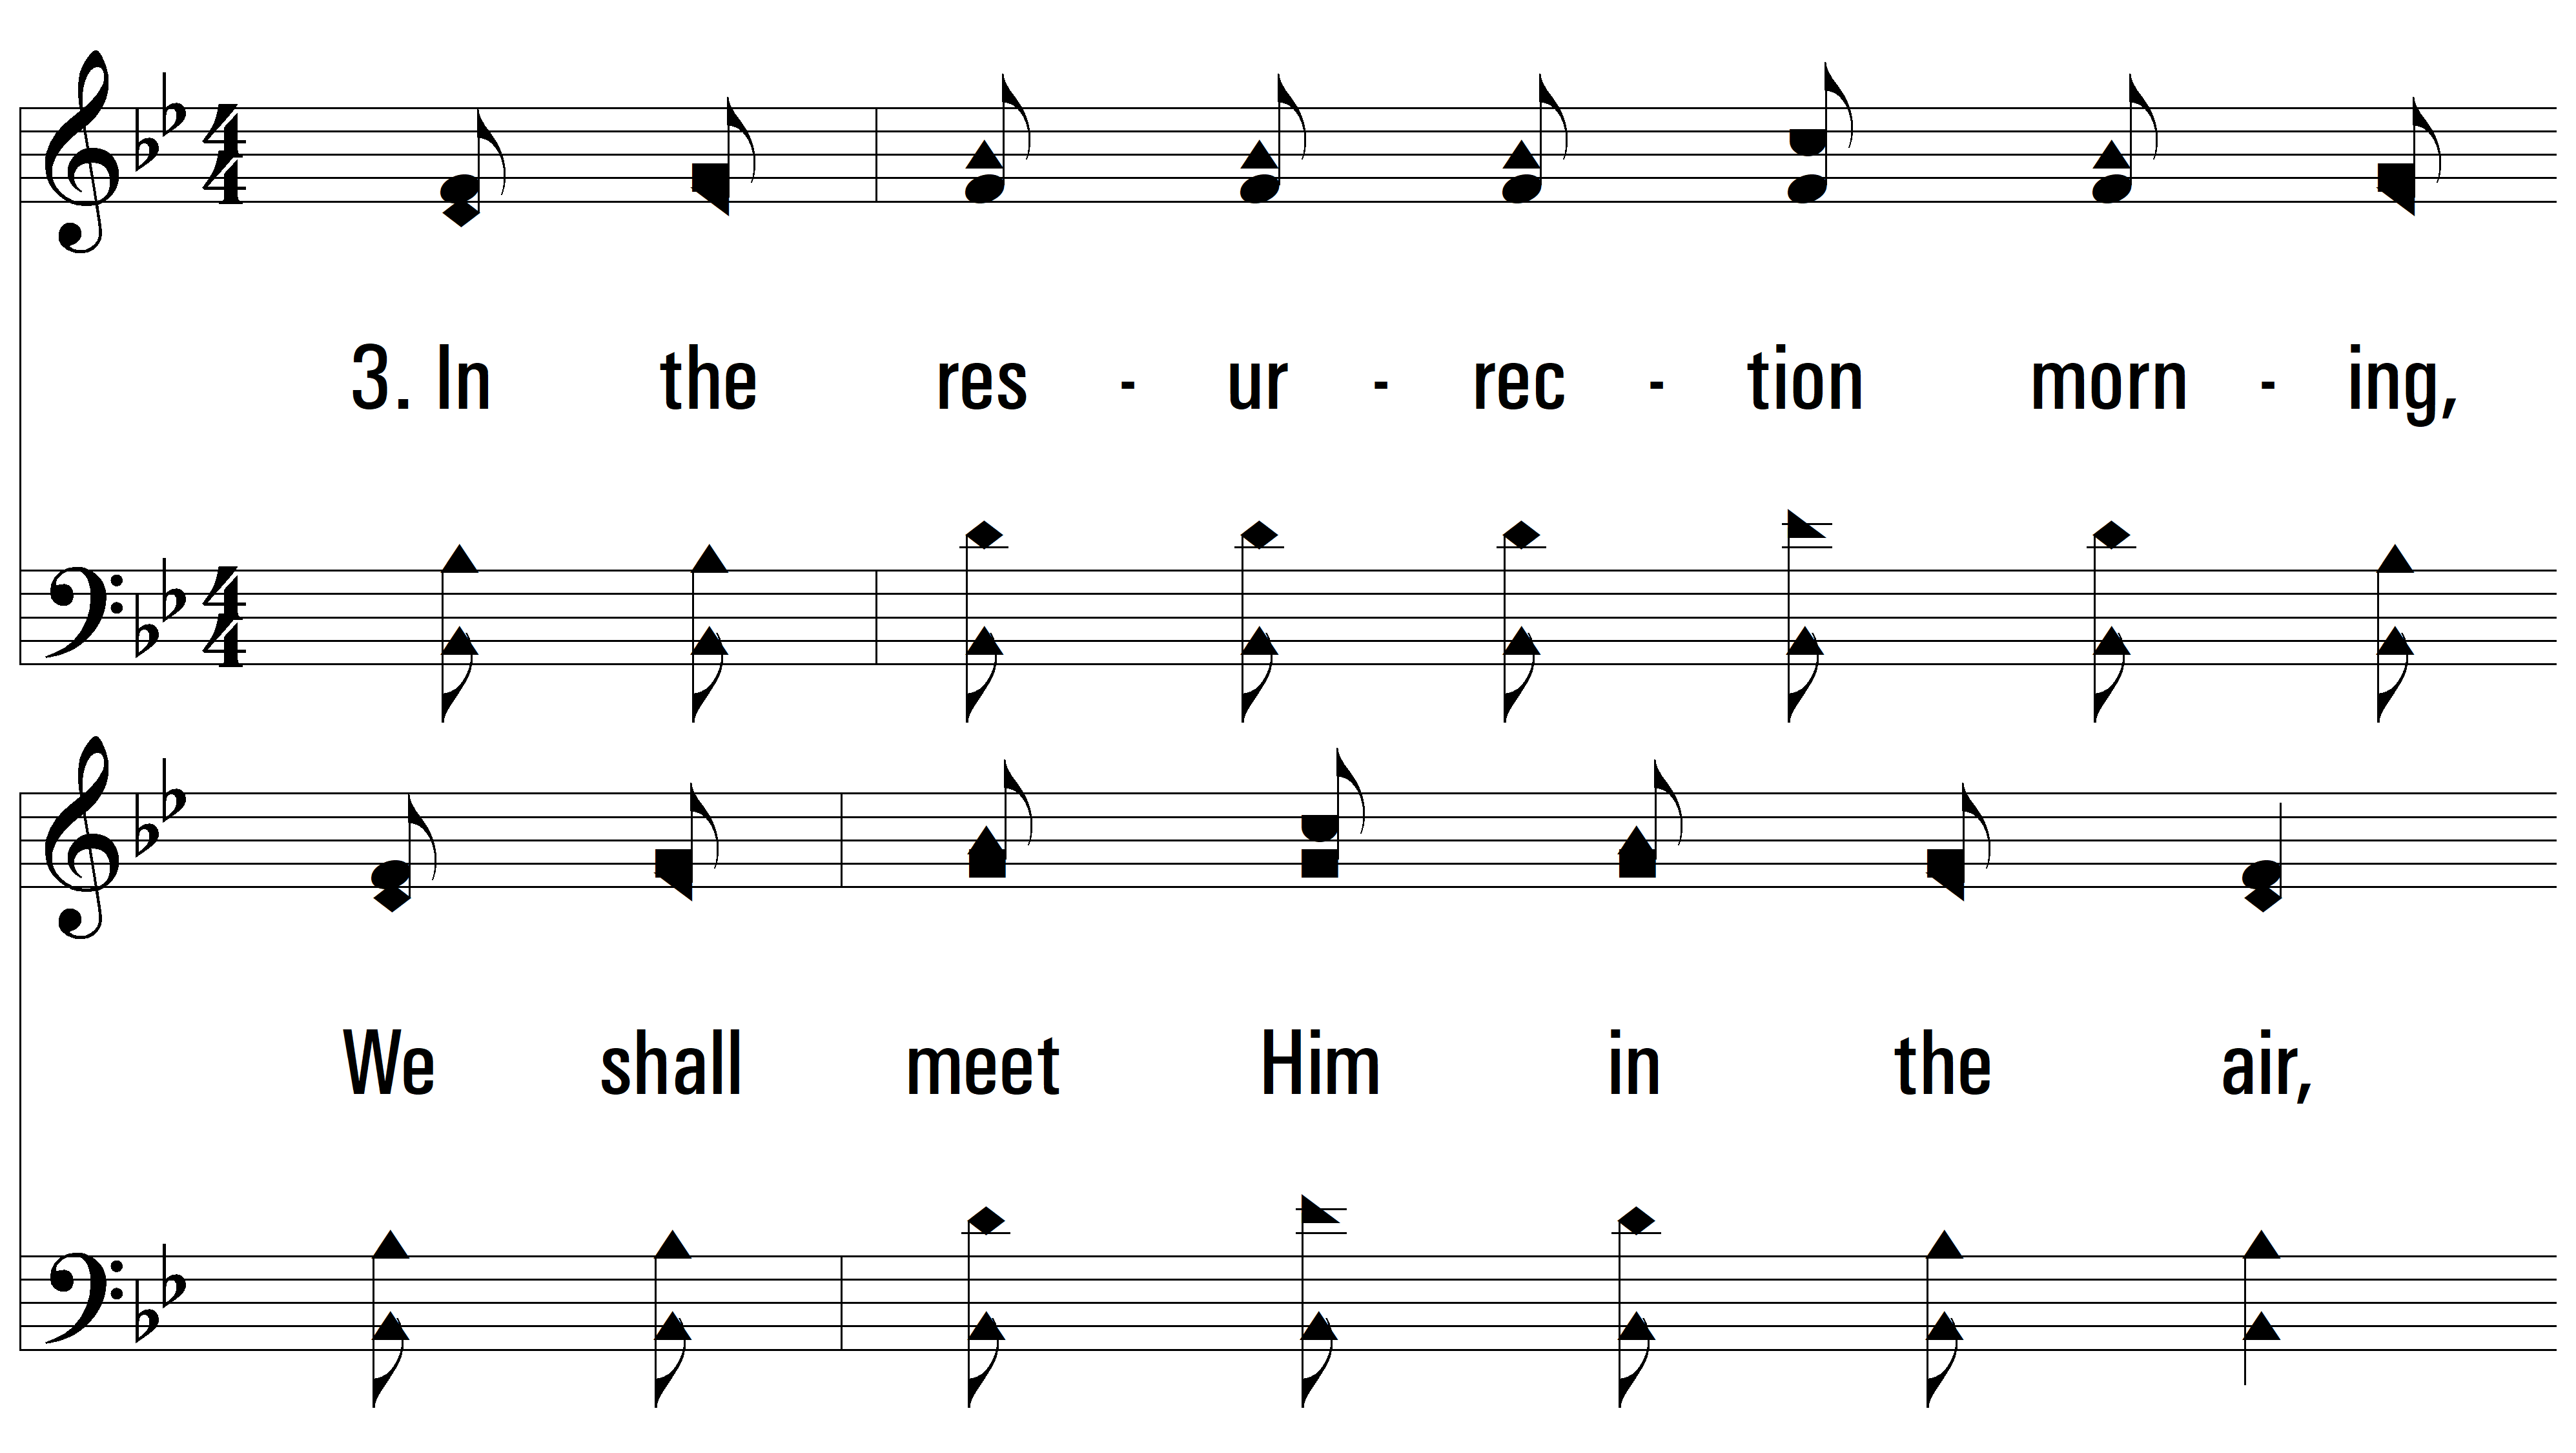 3. In the res - ur - rec - tion morn - ing,
We shall meet Him in the air,